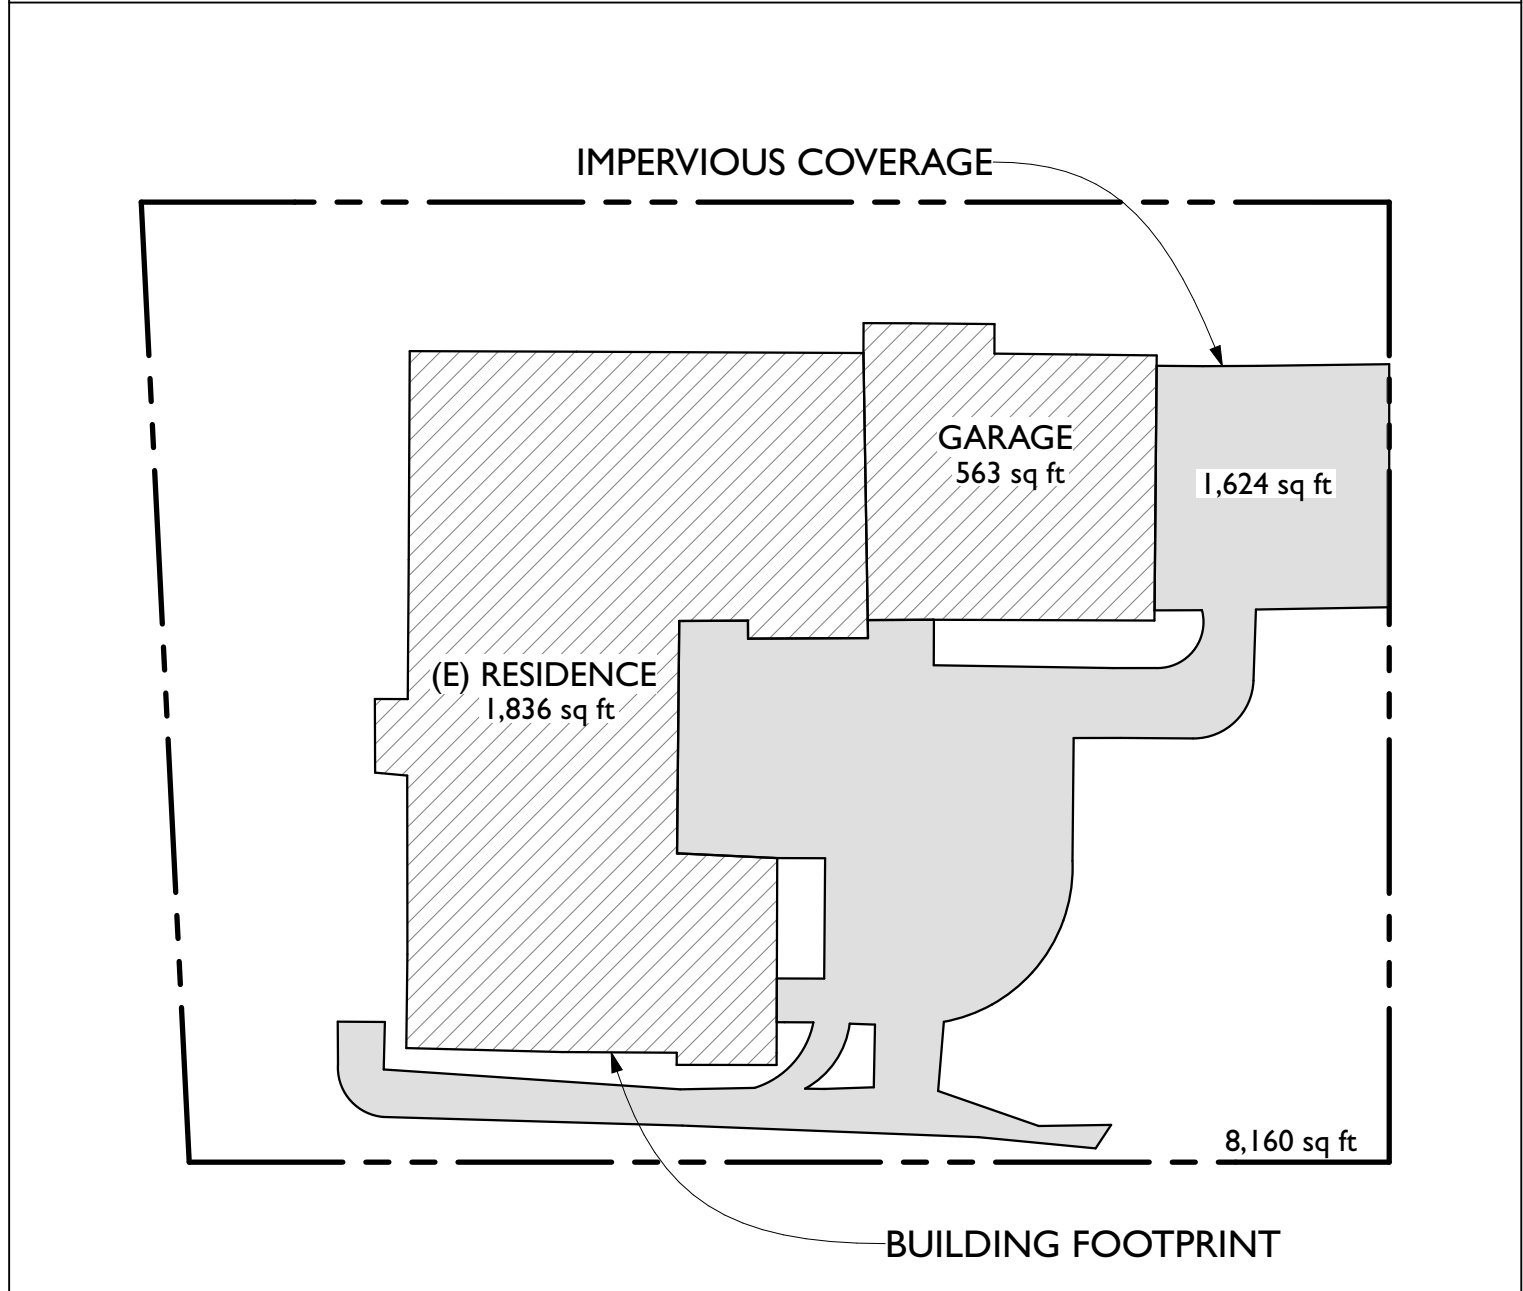 IMPERVIOUS COVERAGE
GARAGE
563 sq ft
1,624 sq ft
(E) RESIDENCE
1,836 sq ft
8,160 sq ft
BUILDING FOOTPRINT